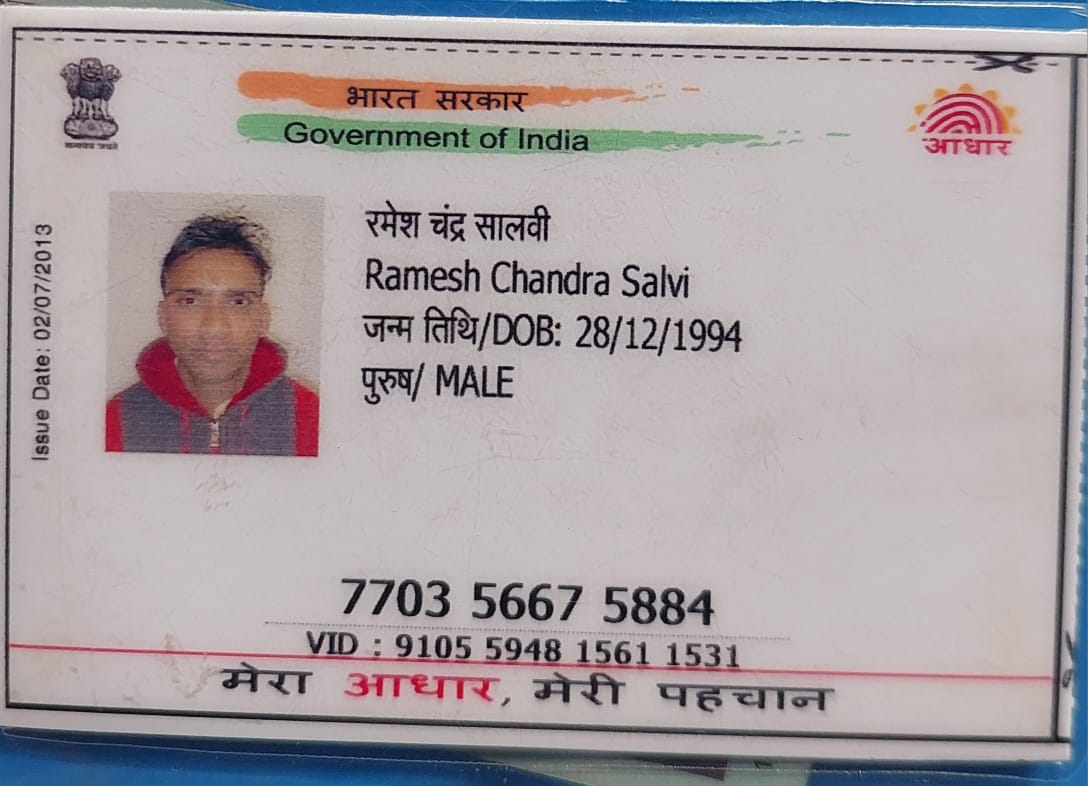 भारत सरकार
Government of India
आधार
Issue Date: 02/07/2013
रमेश चंद्र सालवी
Ramesh Chandra Salvi
जन्म तिथि/DOB: 28/12/1994
पुरुष/ MALE
7703 5667 5884
VID : 9105 5948 1561 1531
मेरा आधार, मेरी पहचान